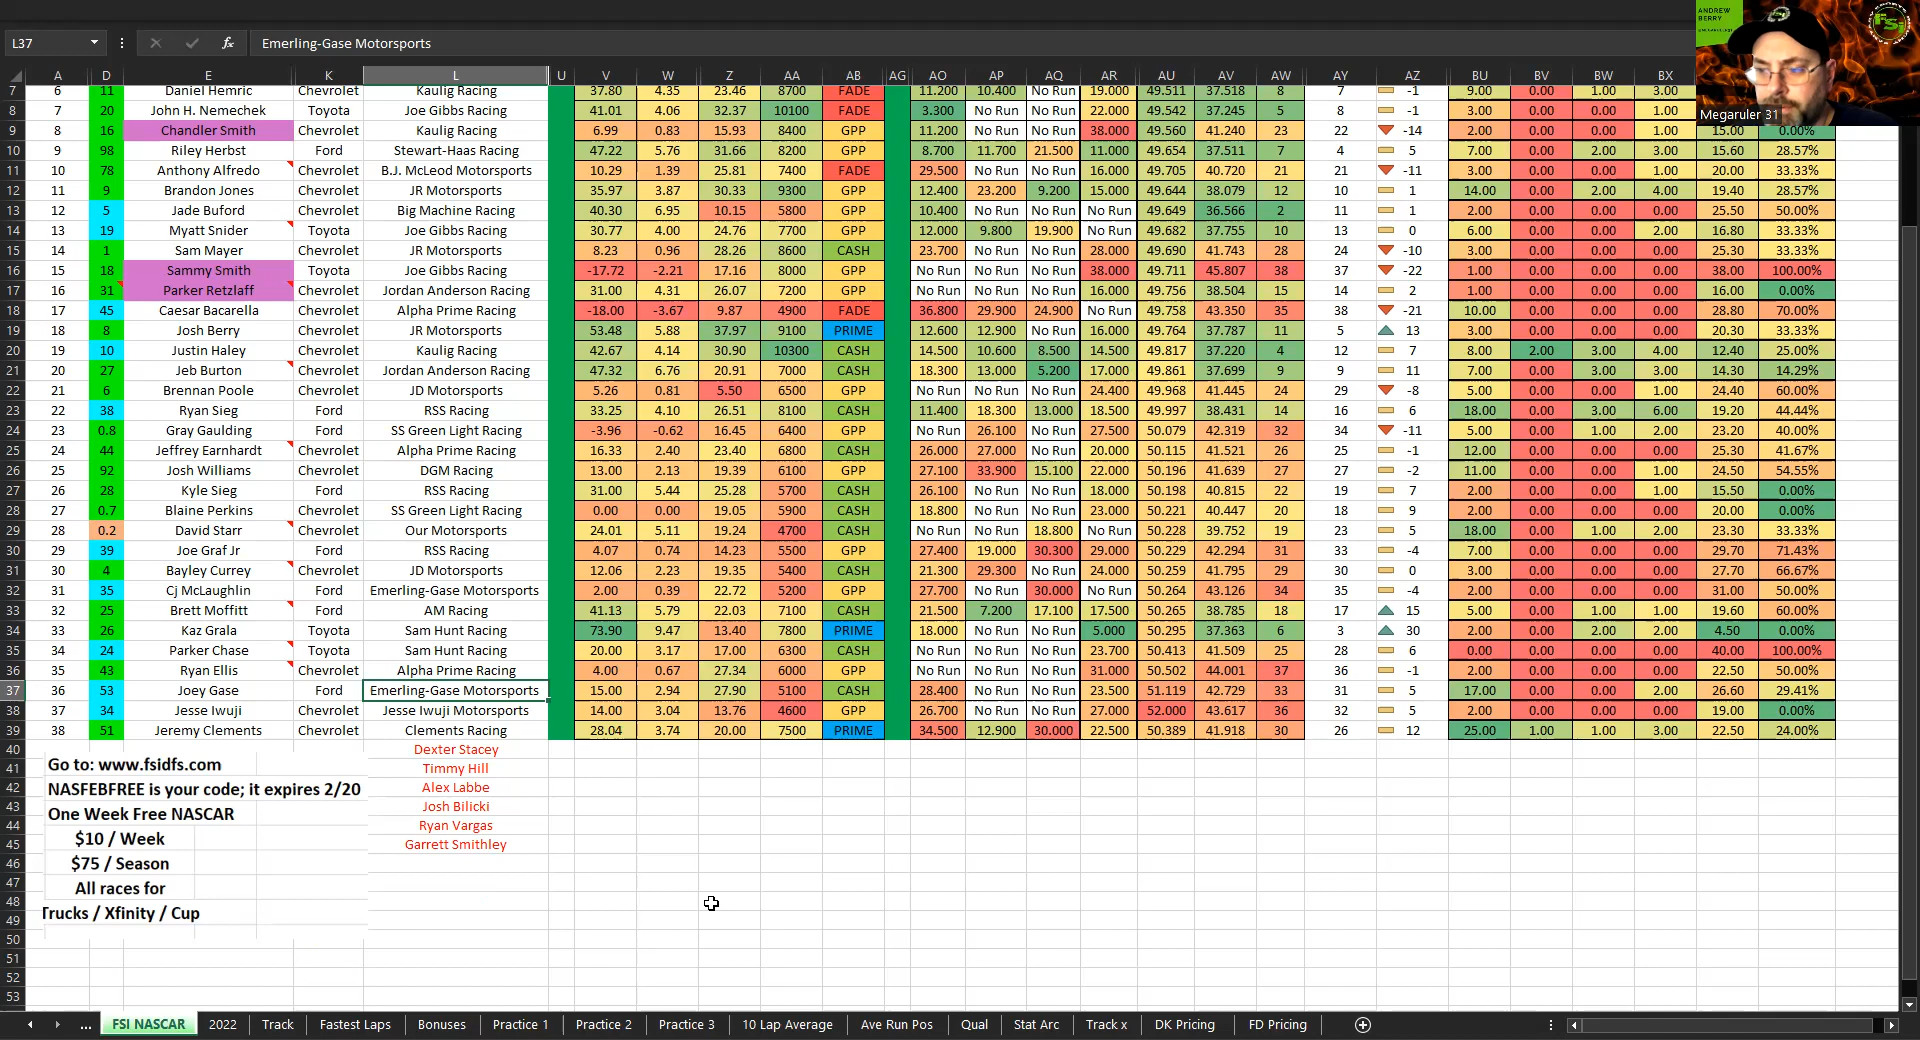 L37 fx Emerling-Gase Motorsports
ANDREW
BERRY
Megaruler 31
A D E K L U V W Z AA AB AG AO AP AQ AR AU AV AW AY AZ BU BV BW BX
7 6 11 Daniel Hemric Chevrolet Kaulig Racing 37.80 4.35 23.46 8700 FADE 11.200 10.400 No Run 19.000 49.511 37.518 8 7 -1 9.00 0.00 1.00 3.00
8 7 20 John H. Nemechek Toyota Joe Gibbs Racing 41.01 4.06 32.37 10100 FADE 3.300 No Run No Run 22.000 49.542 37.245 5 8 -1 3.00 0.00 0.00 1.00
9 8 16 Chandler Smith Chevrolet Kaulig Racing 6.99 0.83 15.93 8400 GPP 11.200 No Run No Run 38.000 49.560 41.240 23 22 -14 2.00 0.00 0.00 1.00 15.00 0.00%
10 9 98 Riley Herbst Ford Stewart-Haas Racing 47.22 5.76 31.66 8200 GPP 8.700 11.700 21.500 11.000 49.654 37.511 7 4 5 7.00 0.00 2.00 3.00 15.60 28.57%
11 10 78 Anthony Alfredo Chevrolet B.J. McLeod Motorsports 10.29 1.39 25.81 7400 FADE 29.500 No Run No Run 16.000 49.705 40.720 21 21 -11 3.00 0.00 0.00 1.00 20.00 33.33%
12 11 9 Brandon Jones Chevrolet JR Motorsports 35.97 3.87 30.33 9300 GPP 12.400 23.200 9.200 15.000 49.644 38.079 12 10 1 14.00 0.00 2.00 4.00 19.40 28.57%
13 12 5 Jade Buford Chevrolet Big Machine Racing 40.30 6.95 10.15 5800 GPP 10.400 No Run No Run No Run 49.649 36.566 2 11 1 2.00 0.00 0.00 0.00 25.50 50.00%
14 13 19 Myatt Snider Toyota Joe Gibbs Racing 30.77 4.00 24.76 7700 GPP 12.000 9.800 19.900 No Run 49.682 37.755 10 13 0 6.00 0.00 0.00 2.00 16.80 33.33%
15 14 1 Sam Mayer Chevrolet JR Motorsports 8.23 0.96 28.26 8600 CASH 23.700 No Run No Run 28.000 49.690 41.743 28 24 -10 3.00 0.00 0.00 0.00 25.30 33.33%
16 15 18 Sammy Smith Toyota Joe Gibbs Racing -17.72 -2.21 17.16 8000 GPP No Run No Run No Run 38.000 49.711 45.807 38 37 -22 1.00 0.00 0.00 0.00 38.00 100.00%
17 16 31 Parker Retzlaff Chevrolet Jordan Anderson Racing 31.00 4.31 26.07 7200 GPP No Run No Run No Run 16.000 49.756 38.504 15 14 2 1.00 0.00 0.00 0.00 16.00 0.00%
18 17 45 Caesar Bacarella Chevrolet Alpha Prime Racing -18.00 -3.67 9.87 4900 FADE 36.800 29.900 24.900 No Run 49.758 43.350 35 38 -21 10.00 0.00 0.00 0.00 28.80 70.00%
19 18 8 Josh Berry Chevrolet JR Motorsports 53.48 5.88 37.97 9100 PRIME 12.600 12.900 No Run 16.000 49.764 37.787 11 5 13 3.00 0.00 0.00 0.00 20.30 33.33%
20 19 10 Justin Haley Chevrolet Kaulig Racing 42.67 4.14 30.90 10300 CASH 14.500 10.600 8.500 14.500 49.817 37.220 4 12 7 8.00 2.00 3.00 4.00 12.40 25.00%
21 20 27 Jeb Burton Chevrolet Jordan Anderson Racing 47.32 6.76 20.91 7000 CASH 18.300 13.000 5.200 17.000 49.861 37.699 9 9 11 7.00 0.00 3.00 3.00 14.30 14.29%
22 21 6 Brennan Poole Chevrolet JD Motorsports 5.26 0.81 5.50 6500 GPP No Run No Run No Run 24.400 49.968 41.445 24 29 -8 5.00 0.00 0.00 1.00 24.40 60.00%
23 22 38 Ryan Sieg Ford RSS Racing 33.25 4.10 26.51 8100 CASH 11.400 18.300 13.000 18.500 49.997 38.431 14 16 6 18.00 0.00 3.00 6.00 19.20 44.44%
24 23 0.8 Gray Gaulding Ford SS Green Light Racing -3.96 -0.62 16.45 6400 GPP No Run 26.100 No Run 27.500 50.079 42.319 32 34 -11 5.00 0.00 1.00 2.00 23.20 40.00%
25 24 44 Jeffrey Earnhardt Chevrolet Alpha Prime Racing 16.33 2.40 23.40 6800 CASH 26.000 27.000 No Run 20.000 50.115 41.521 26 25 -1 12.00 0.00 0.00 0.00 25.30 41.67%
26 25 92 Josh Williams Chevrolet DGM Racing 13.00 2.13 19.39 6100 GPP 27.100 33.900 15.100 22.000 50.196 41.639 27 27 -2 11.00 0.00 0.00 1.00 24.50 54.55%
27 26 28 Kyle Sieg Ford RSS Racing 31.00 5.44 25.28 5700 CASH 26.100 No Run No Run 18.000 50.198 40.815 22 19 7 2.00 0.00 0.00 1.00 15.50 0.00%
28 27 0.7 Blaine Perkins Chevrolet SS Green Light Racing 0.00 0.00 19.05 5900 CASH 18.800 No Run No Run 23.000 50.221 40.447 20 18 9 2.00 0.00 0.00 0.00 20.00 0.00%
29 28 0.2 David Starr Chevrolet Our Motorsports 24.01 5.11 19.24 4700 CASH No Run No Run 18.800 No Run 50.228 39.752 19 23 5 18.00 0.00 1.00 2.00 23.30 33.33%
30 29 39 Joe Graf Jr Ford RSS Racing 4.07 0.74 14.23 5500 GPP 27.400 19.000 30.300 29.000 50.229 42.294 31 33 -4 7.00 0.00 0.00 0.00 29.70 71.43%
31 30 4 Bayley Currey Chevrolet JD Motorsports 12.06 2.23 19.35 5400 CASH 30.300 29.300 No Run 24.000 50.259 41.795 29 30 0 3.00 0.00 0.00 0.00 27.70 66.67%
32 31 35 Cj McLaughlin Ford Emerling-Gase Motorsports 2.00 0.39 22.72 5200 GPP 27.700 No Run 30.000 No Run 50.264 43.126 34 35 -4 2.00 0.00 0.00 0.00 31.00 50.00%
33 32 25 Brett Moffitt Ford AM Racing 41.13 5.79 22.03 7100 CASH 21.500 7.200 17.100 17.500 50.265 38.785 18 17 15 5.00 0.00 1.00 1.00 19.60 60.00%
34 33 26 Kaz Grala Toyota Sam Hunt Racing 73.90 9.47 13.40 7800 PRIME 18.000 No Run No Run 5.000 50.295 37.363 6 3 30 2.00 0.00 2.00 2.00 4.50 0.00%
35 34 24 Parker Chase Toyota Sam Hunt Racing 20.00 3.17 17.00 6300 CASH No Run No Run No Run 23.700 50.413 41.509 25 28 6 0.00 0.00 0.00 0.00 40.00 100.00%
36 35 43 Ryan Ellis Chevrolet Alpha Prime Racing 4.00 0.67 27.34 6000 GPP No Run No Run No Run 31.000 50.502 44.001 37 36 -1 2.00 0.00 0.00 0.00 22.50 50.00%
37 36 53 Joey Gase Ford Emerling-Gase Motorsports 15.00 2.94 27.90 5100 CASH 28.400 No Run No Run 23.500 51.119 42.729 33 31 5 17.00 0.00 0.00 2.00 26.60 29.41%
38 37 34 Jesse Iwuji Chevrolet Jesse Iwuji Motorsports 14.00 3.04 13.76 4600 GPP 26.700 No Run No Run 27.000 52.000 43.617 36 32 5 2.00 0.00 0.00 0.00 19.00 0.00%
39 38 51 Jeremy Clements Chevrolet Clements Racing 28.04 3.74 20.00 7500 PRIME 34.500 12.900 30.000 22.500 50.389 41.918 30 26 12 25.00 1.00 1.00 3.00 22.50 24.00%
40 Dexter Stacey
41 Go to: www.fsidfs.com Timmy Hill
42 NASFEBFREE is your code; it expires 2/20 Alex Labbe
43 One Week Free NASCAR Josh Bilicki
44 $10 / Week Ryan Vargas
45 $75 / Season Garrett Smithley
46
47 All races for
48
49 Trucks / Xfinity / Cup
50
51
52
53
... FSI NASCAR 2022 Track Fastest Laps Bonuses Practice 1 Practice 2 Practice 3 10 Lap Average Ave Run Pos Qual Stat Arc Track x DK Pricing FD Pricing